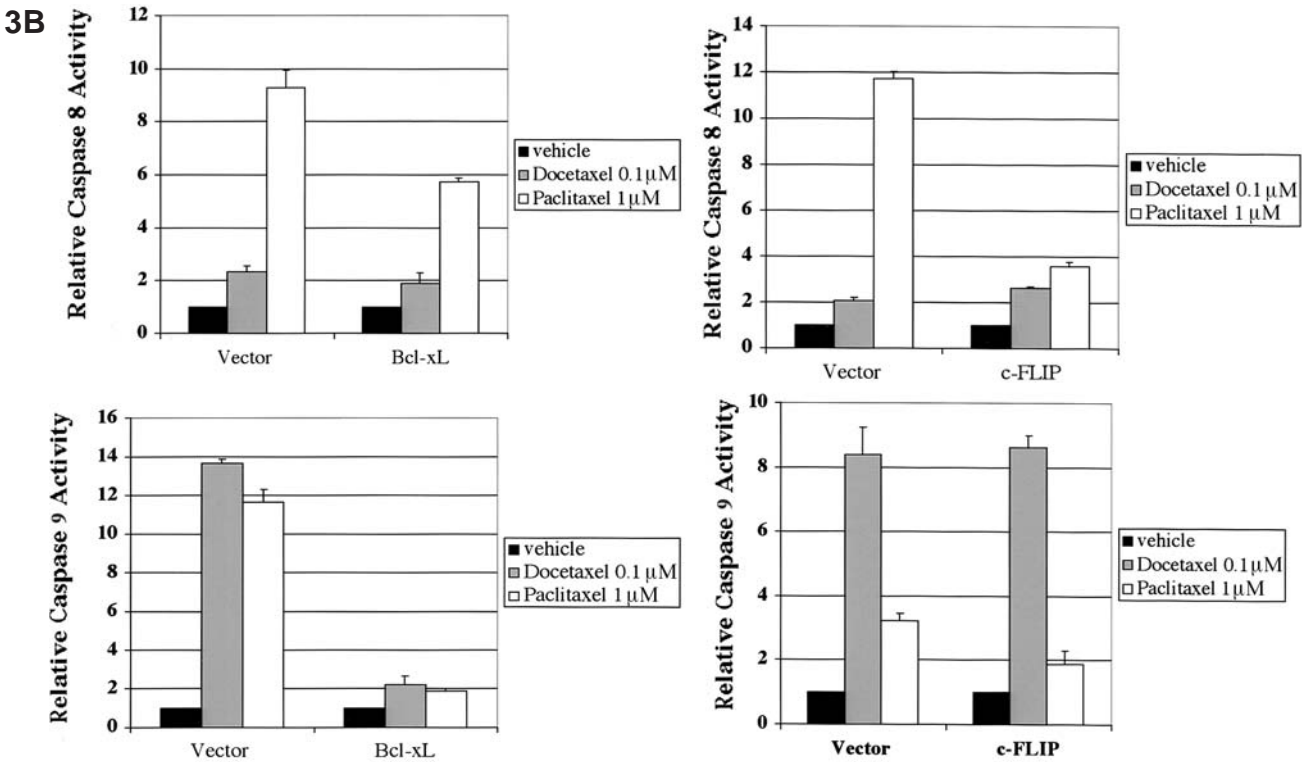 3B
Relative Caspase 8 Activity
12
10
8
6
4
2
0
Vector
Bcl-xL
vehicle
Docetaxel 0.1 µM
Paclitaxel 1 µM
Relative Caspase 8 Activity
14
12
10
8
6
4
2
0
Vector
c-FLIP
vehicle
Docetaxel 0.1 µM
Paclitaxel 1 µM
Relative Caspase 9 Activity
16
14
12
10
8
6
4
2
0
Vector
Bcl-xL
vehicle
Docetaxel 0.1 µM
Paclitaxel 1 µM
Relative Caspase 9 Activity
10
8
6
4
2
0
Vector
c-FLIP
vehicle
Docetaxel 0.1 µM
Paclitaxel 1 µM